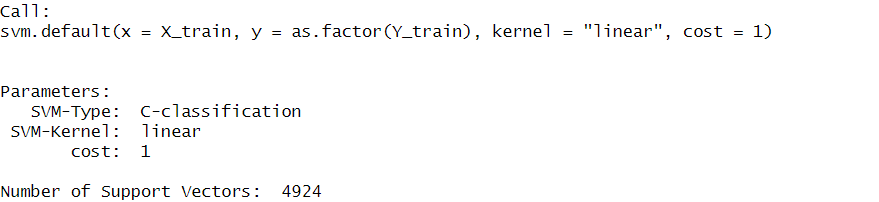 Call:
svm.default(x = X_train, y = as.factor(Y_train), kernel = "linear", cost = 1)
Parameters:
SVM-Type: C-classification
SVM-Kernel: linear
cost: 1
Number of Support Vectors: 4924